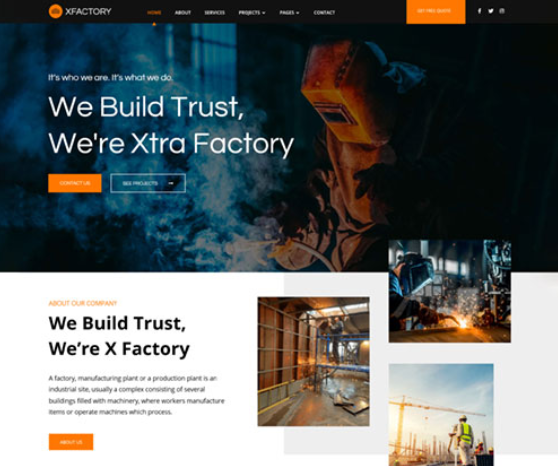 XFACTORY
HOME ABOUT SERVICES PROJECTS PAGES CONTACT
GET FREE QUOTE
It's who we are. It's what we do.
We Build Trust,
We're Xtra Factory
CONTACT US
SEE PROJECTS
ABOUT OUR COMPANY
We Build Trust,
We're X Factory
A factory, manufacturing plant or a production plant is an
industrial site, usually a complex consisting of several
buildings filled with machinery, where workers manufacture
items or operate machines which process.
ABOUT US